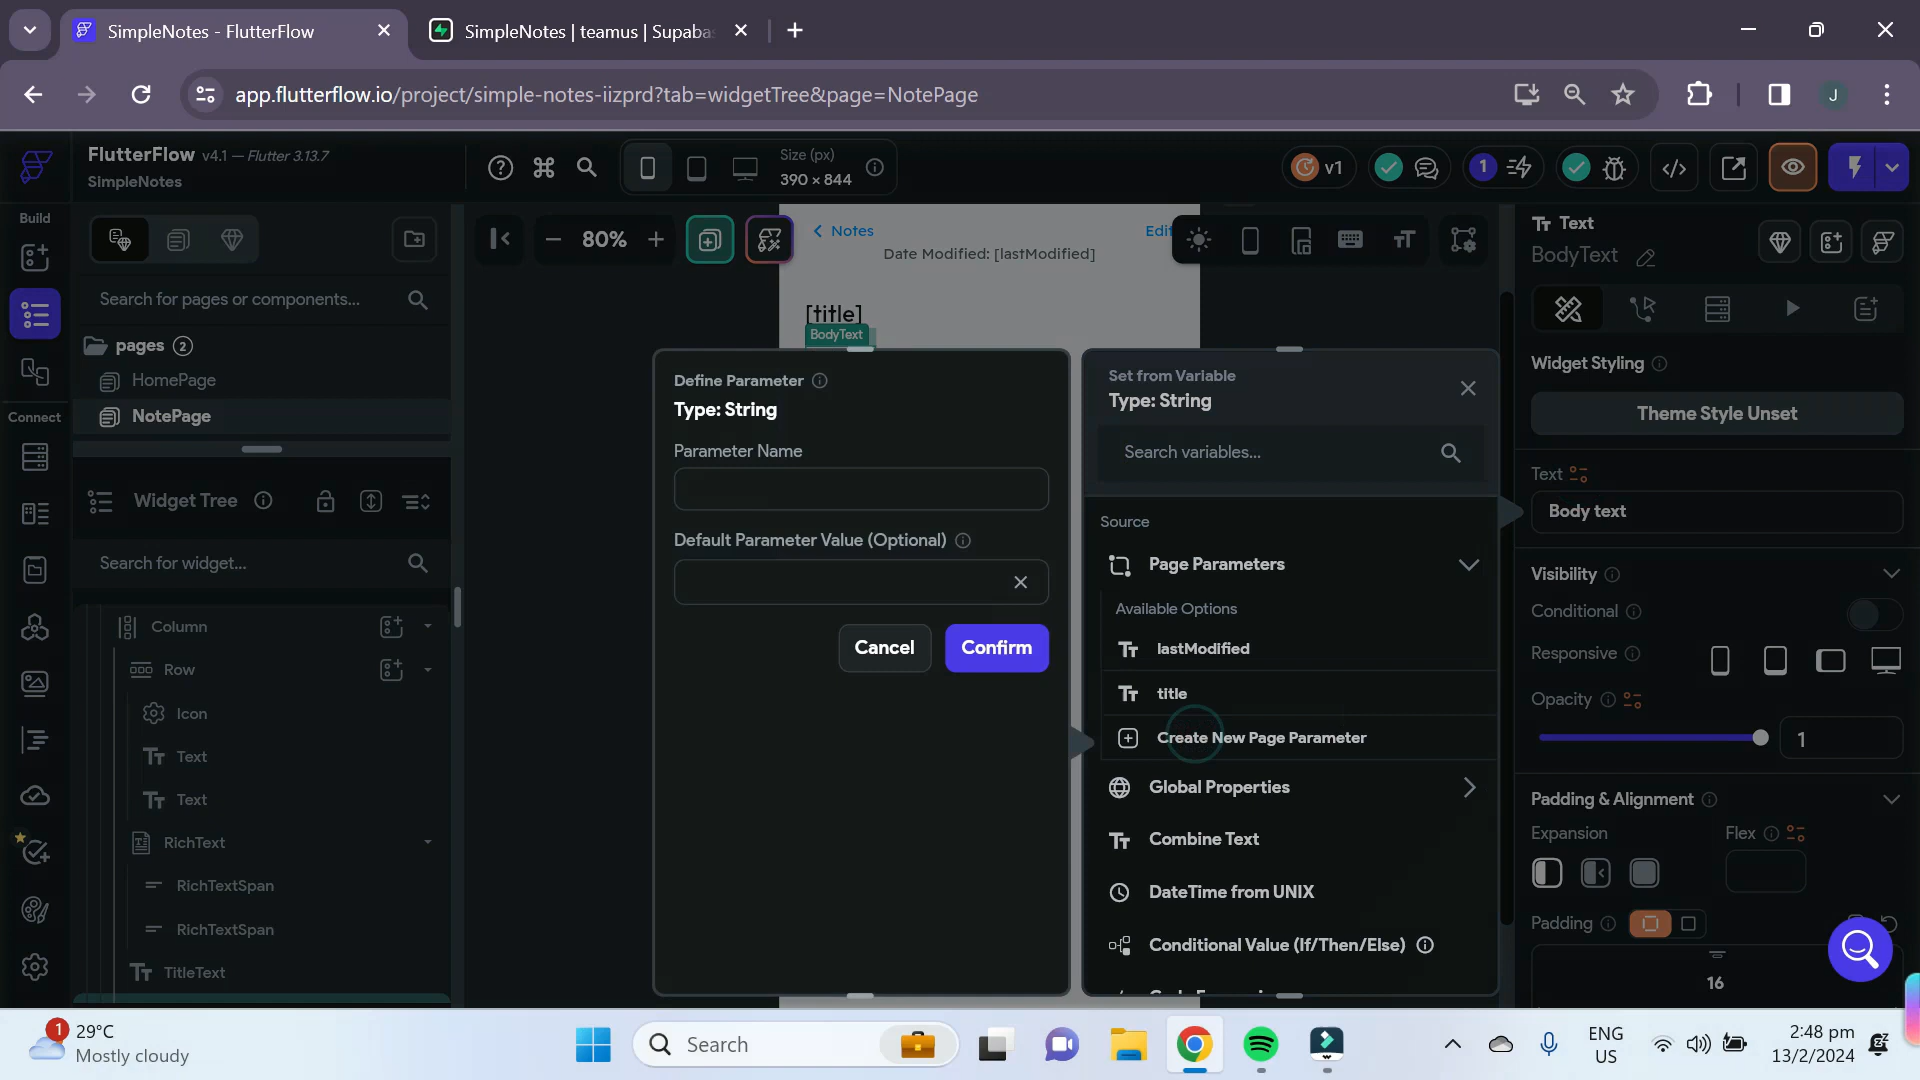 SimpleNotes - FlutterFlow
SimpleNotes | teamus | Supabas
app.flutterflow.io/project/simple-notes-iizprd?tab=widgetTree&page=NotePage
FlutterFlow v4.1 — Flutter 3.13.7
SimpleNotes
Size (px)
390 × 844
v1
1
Build
80%
Notes
Edit
Date Modified: [lastModified]
Text
BodyText
Search for pages or components...
[title]
BodyText
pages 2
HomePage
NotePage
Connect
Define Parameter
Type: String
Parameter Name
Default Parameter Value (Optional)
Cancel
Confirm
Set from Variable
Type: String
Search variables...
Source
Page Parameters
Available Options
lastModified
title
Create New Page Parameter
Global Properties
Combine Text
DateTime from UNIX
Conditional Value (If/Then/Else)
Widget Styling
Theme Style Unset
Text
Body text
Visibility
Conditional
Responsive
Opacity
1
Padding & Alignment
Expansion
Flex
Padding
16
Widget Tree
Search for widget...
Column
Row
Icon
Text
Text
RichText
RichTextSpan
RichTextSpan
TitleText
1
29°C
Mostly cloudy
Search
ENG
US
2:48 pm
13/2/2024
J